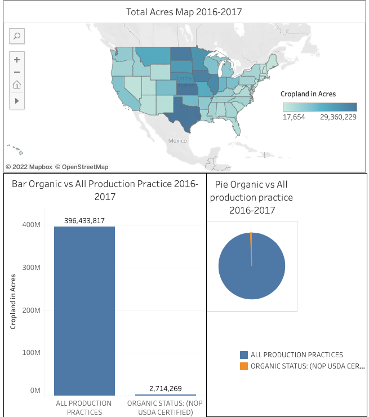 Total Acres Map 2016-2017
Mexico
Cropland in Acres
17,654 29,360,228
© 2022 Mapbox © OpenStreetMap
Bar Organic vs All Production Practice 2016-
2017
Cropland in Acres
400M
300M
200M
100M
0M
396,433,817
2,714,269
ALL PRODUCTION
PRACTICES
ORGANIC STATUS: (NOP
USDA CERTIFIED)
Pie Organic vs All
production practice
2016-2017
ALL PRODUCTION PRACTICES
ORGANIC STATUS: (NOP USDA CER...